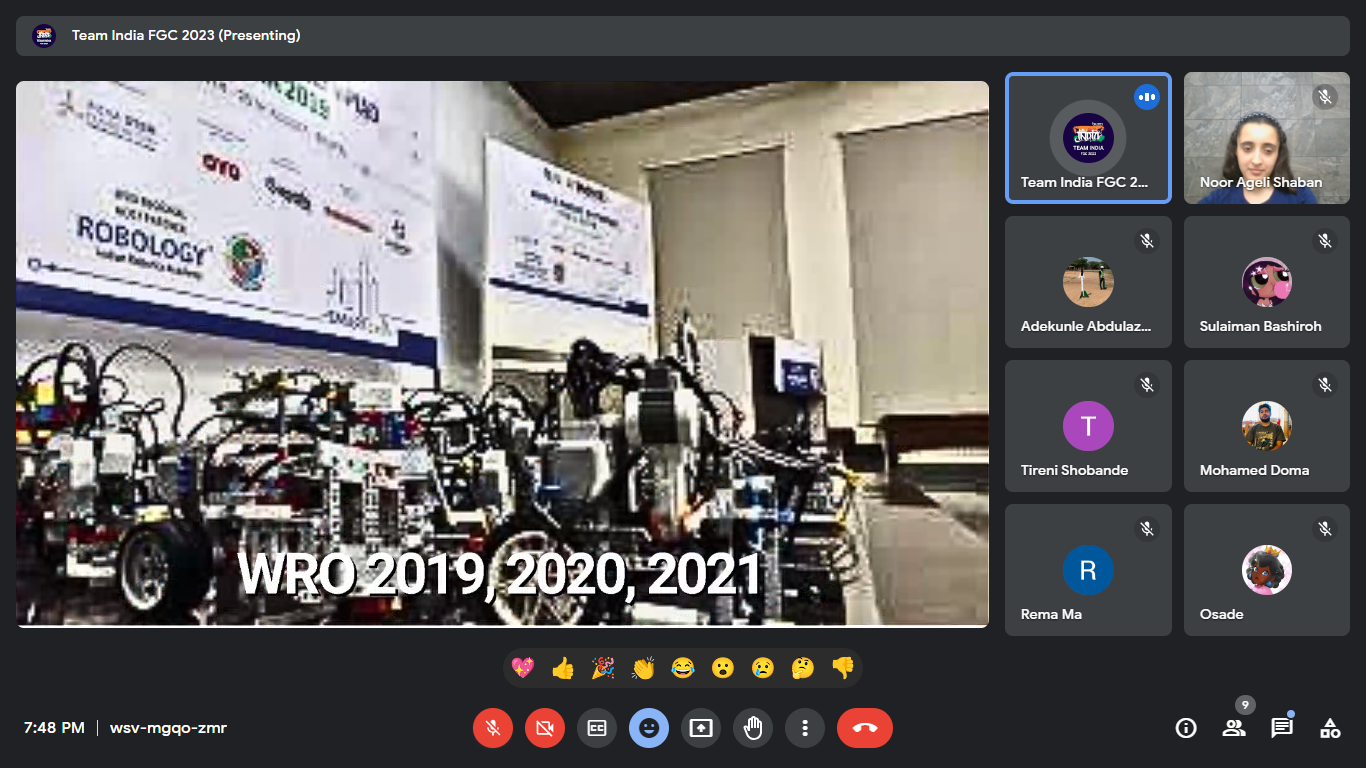 Team India FGC 2023 (Presenting)
2019
OLYMPIAD
ROBOLOGY
Indian Robotics Academy
WRO 2019, 2020, 2021
TEAM INDIA
Team India FGC 2...
Noor Ageli Shaban
Adekunle Abdulaz...
Sulaiman Bashiroh
T
Tireni Shobande
Mohamed Doma
R
Rema Ma
Osade
7:48 PM
wsv-mgqo-zmr
9